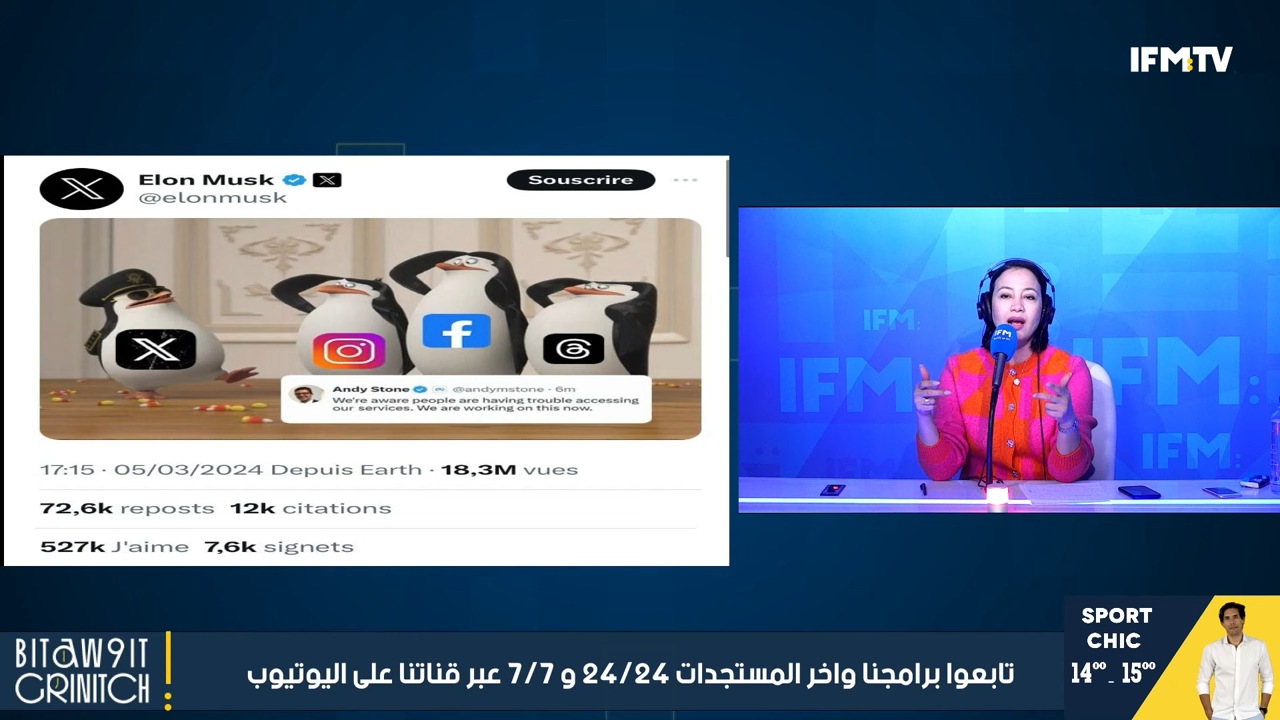 IFM:TV
Elon Musk
Souscrire
@elonmusk
Andy Stone @andymstone · 6m
We're aware people are having trouble accessing
our services. We are working on this now.
17:15 · 05/03/2024 Depuis Earth · 18,3M vues
72,6k reposts 12k citations
527k J'aime 7,6k signets
IFM:
IFM:
IFM:
IFM:
IFM
SPORT
CHIC
14°° - 15°°
BITAW9IT
GRINITCH
تابعوا برامجنا واخر المستجدات 24/24 و 7/7 عبر قناتنا على اليوتيوب